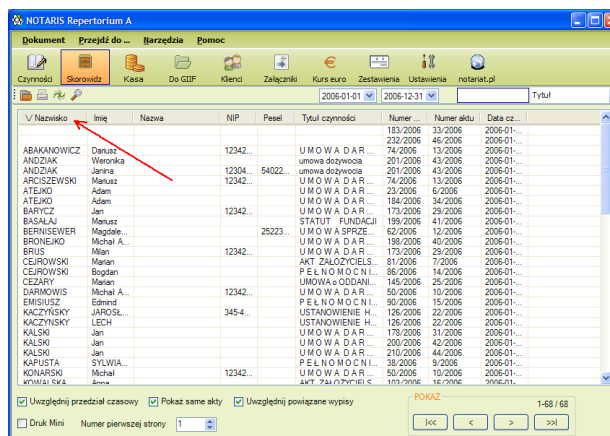 NOTARIS Repertorium A
Dokument Przejdź do ... Narzędzia Pomoc
Czynności Skorowidz Kasa Do GIIF Klienci Załączniki Kurs euro Zestawienia Ustawienia notariat.pl
2006-01-01 2006-12-31 Tytuł
Nazwisko Imię Nazwa NIP Pesel Tytuł czynności Numer ... Numer aktu Data cz...
183/2006 33/2006 2006-01-...
232/2006 46/2006 2006-01-...
ABAKANOWICZ Dariusz 12342... U M O W A D A R ... 74/2006 13/2006 2006-01-...
ANDZIAK Weronika umowa dożywocia 201/2006 43/2006 2006-01-...
ANDZIAK Janina 12304... 54022... umowa dożywocia 201/2006 43/2006 2006-01-...
ARCISZEWSKI Mariusz 12342... U M O W A D A R ... 74/2006 13/2006 2006-01-...
ATEJKO Adam U M O W A D A R ... 23/2006 6/2006 2006-01-...
ATEJKO Adam U M O W A D A R ... 184/2006 34/2006 2006-01-...
BARYCZ Jan 12342... U M O W A D A R ... 173/2006 29/2006 2006-01-...
BASAŁAJ Mariusz STATUT FUNDACJI 199/2006 41/2006 2006-01-...
BERNISEWER Magdale... 25223... U M O W A SPRZE... 62/2006 12/2006 2006-01-...
BRONEJKO Michał A... U M O W A D A R ... 198/2006 40/2006 2006-01-...
BRUS Milan 12342... U M O W A D A R ... 173/2006 29/2006 2006-01-...
CEJROWSKI Marian AKT ZAŁOŻYCIELS... 81/2006 7/2006 2006-01-...
CEJROWSKI Bogdan P E Ł N O M O C N I... 86/2006 14/2006 2006-01-...
CEZARY Marian UMOWA o ODDANI... 145/2006 25/2006 2006-01-...
DARMOWIS Michał A... 12342... U M O W A D A R ... 50/2006 10/2006 2006-01-...
EMISIUSZ Edmind P E Ł N O M O C N I... 90/2006 15/2006 2006-01-...
KACZYŃSKY JAROSŁ... 345-4... USTANOWIENIE H... 126/2006 22/2006 2006-01-...
KACZYNSKY LECH USTANOWIENIE H... 126/2006 22/2006 2006-01-...
KALSKI Jan U M O W A D A R ... 178/2006 31/2006 2006-01-...
KALSKI Jan U M O W A D A R ... 200/2006 42/2006 2006-01-...
KALSKI Jan U M O W A D A R ... 210/2006 44/2006 2006-01-...
KAPUSTA SYLWIA... P E Ł N O M O C N I... 38/2006 9/2006 2006-01-...
KONARSKI Michał 12342... U M O W A D A R ... 50/2006 10/2006 2006-01-...
KOWALSKA Anna AKT ZAŁOŻYCIELS... 103/2006 16/2006 2006-01-...
Uwzględnij przedział czasowy Pokaż same akty Uwzględnij powiązane wypisy
POKAŻ
1-68 / 68
Druk Mini Numer pierwszej strony 1 |<< < > >>|